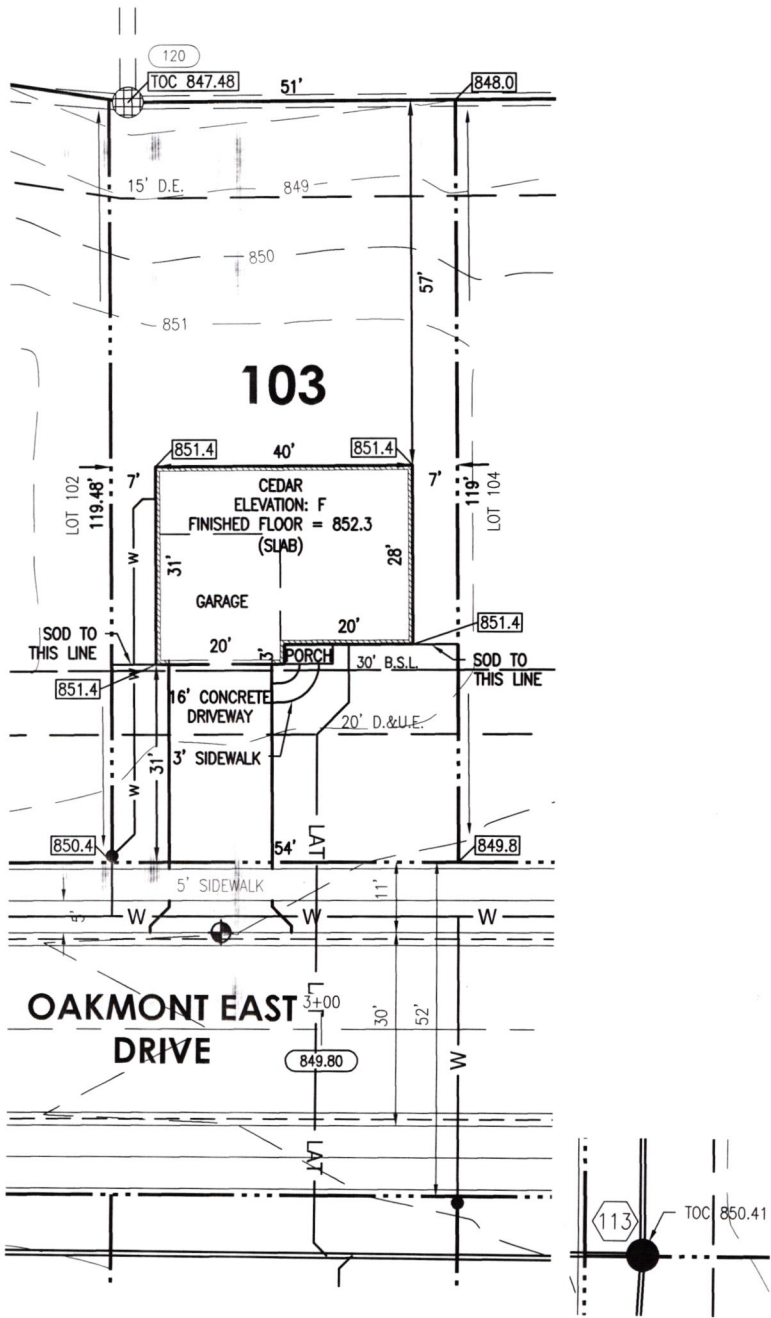 120
TOC 847.48
51'
848.0
15' D.E.
849
850
57'
851
103
851.4
40'
851.4
7'
7'
LOT 102
119.48'
119'
LOT 104
CEDAR
ELEVATION: F
FINISHED FLOOR = 852.3
(SLAB)
W
31'
28'
GARAGE
851.4
SOD TO
THIS LINE
20'
3'
20'
PORCH
30' B.S.L.
SOD TO
THIS LINE
W
851.4
16' CONCRETE
DRIVEWAY
20' D.&U.E.
3' SIDEWALK
31'
W
850.4
54'
LAT
849.8
5' SIDEWALK
11'
5'
W
W
W
OAKMONT EAST
DRIVE
3+00
LAT
30'
52'
849.80
W
LAT
113
TOC 850.41